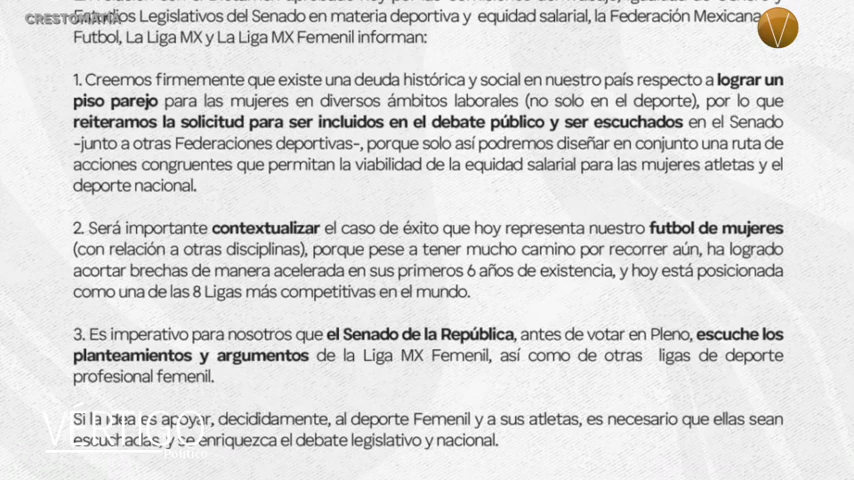 CRESTOMATÍA
V
Estudios Legislativos del Senado en materia deportiva y equidad salarial, la Federación Mexicana
Futbol, La Liga MX y La Liga MX Femenil informan:
1. Creemos firmemente que existe una deuda histórica y social en nuestro país respecto a lograr un
piso parejo para las mujeres en diversos ámbitos laborales (no solo en el deporte), por lo que
reiteramos la solicitud para ser incluidos en el debate público y ser escuchados en el Senado
-junto a otras Federaciones deportivas-, porque solo así podremos diseñar en conjunto una ruta de
acciones congruentes que permitan la viabilidad de la equidad salarial para las mujeres atletas y el
deporte nacional.
2. Será importante contextualizar el caso de éxito que hoy representa nuestro futbol de mujeres
(con relación a otras disciplinas), porque pese a tener mucho camino por recorrer aún, ha logrado
acortar brechas de manera acelerada en sus primeros 6 años de existencia, y hoy está posicionada
como una de las 8 Ligas más competitivas en el mundo.
3. Es imperativo para nosotros que el Senado de la República, antes de votar en Pleno, escuche los
planteamientos y argumentos de la Liga MX Femenil, así como de otras ligas de deporte
profesional femenil.
Si la idea es apoyar, decididamente, al deporte Femenil y a sus atletas, es necesario que ellas sean
escuchadas, y se enriquezca el debate legislativo y nacional.
VÉRTIGO
Político